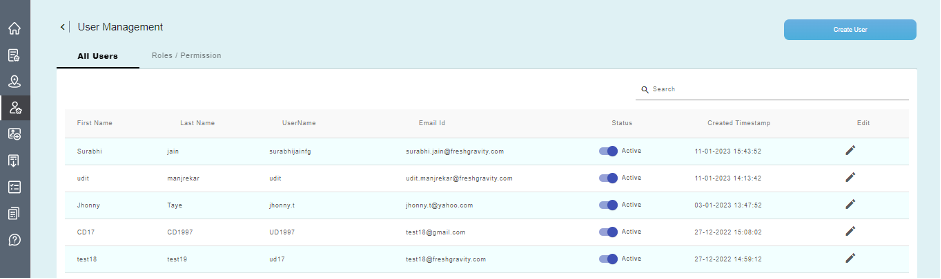 User Management
Create User
All Users Roles / Permission
Search
First Name Last Name UserName Email Id Status Created Timestamp Edit
Surabhi jain surabhijainfg surabhi.jain@freshgravity.com Active 11-01-2023 15:43:52
udit manjrekar udit udit.manjrekar@freshgravity.com Active 11-01-2023 14:13:42
Jhonny Taye jhonny.t jhonny.t@yahoo.com Active 03-01-2023 13:47:52
CD17 CD1997 UD1997 test18@gmail.com Active 27-12-2022 15:08:02
test18 test19 ud17 test18@freshgravity.com Active 27-12-2022 14:59:12